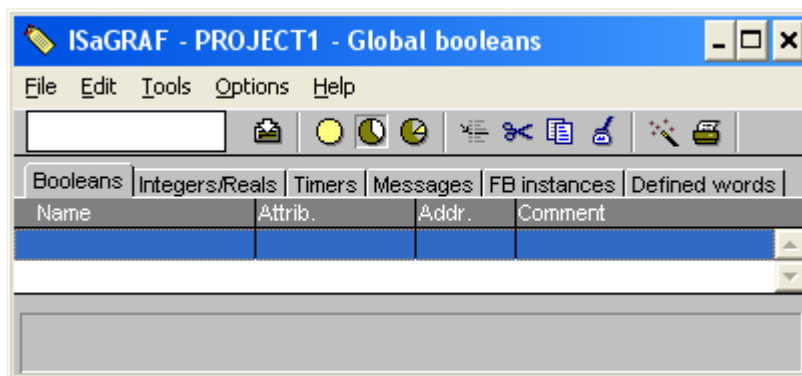 ISaGRAF - PROJECT1 - Global booleans
File Edit Tools Options Help
Booleans Integers/Reals Timers Messages FB instances Defined words
Name Attrib. Addr. Comment